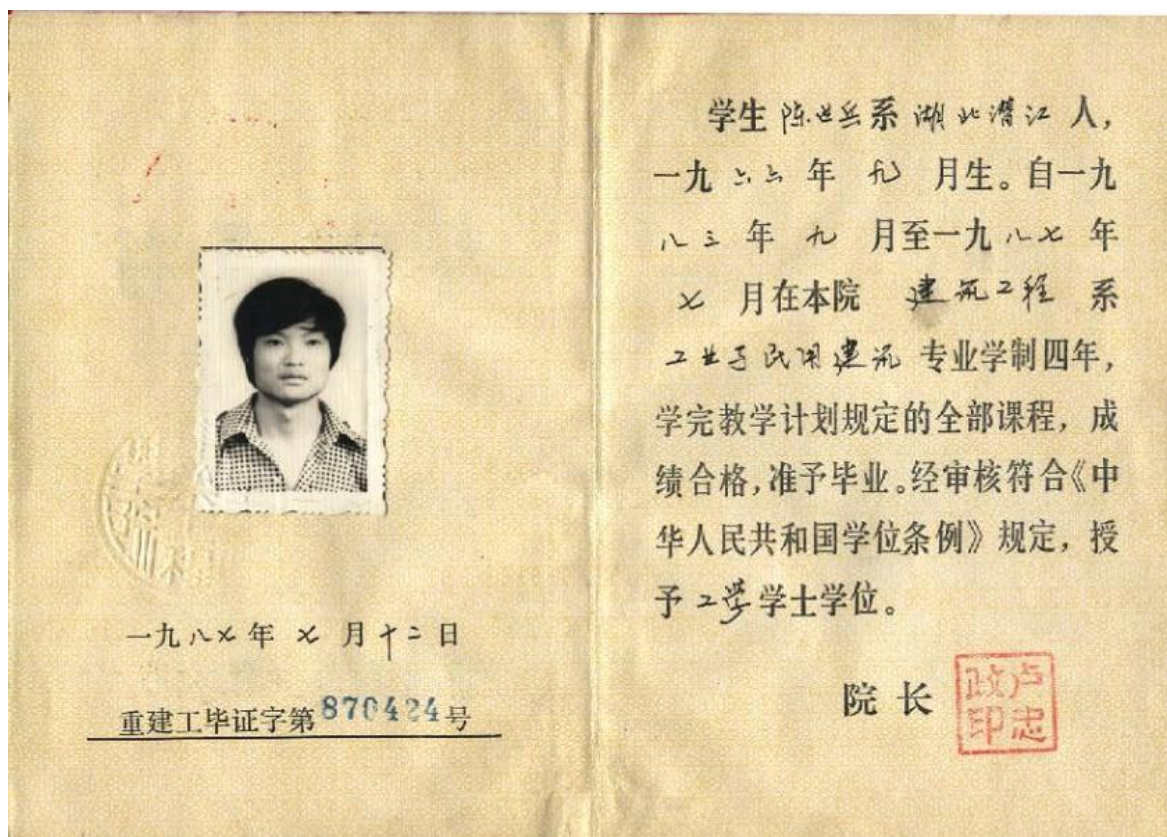 一九八七年 七 月十二日
重建工毕证字第870424号
学生 陈世岳系 湖北潜江 人，
一九六六 年 九 月生。自一九
八三 年 九 月至一九八七 年
七 月在本院 建筑工程 系
工业与民用建筑 专业学制四年，
学完教学计划规定的全部课程，成
绩合格，准予毕业。经审核符合《中
华人民共和国学位条例》规定，授
予 工学学士学位。
院 长
卢忠
政印